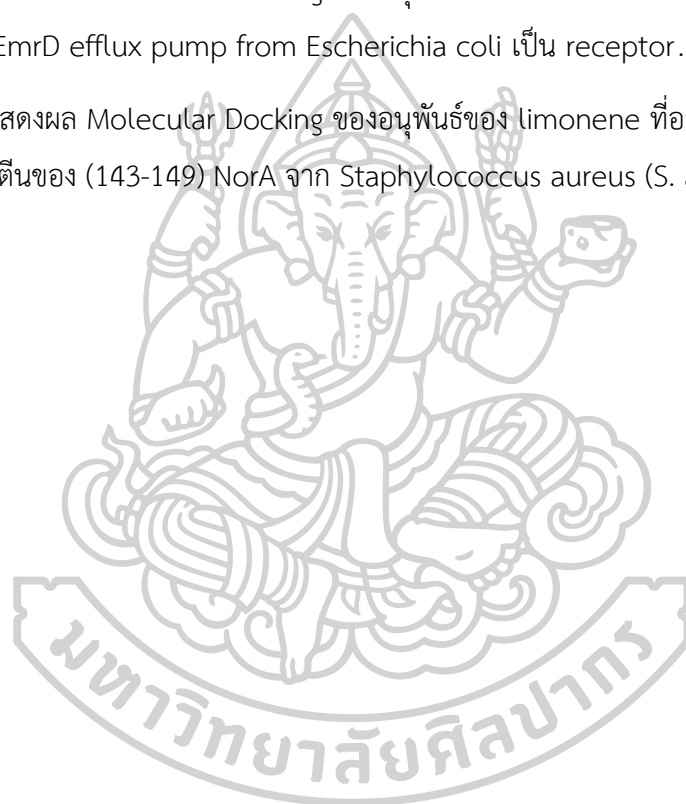 EmrD efflux pump from Escherichia coli เป็น receptor.
สดงผล Molecular Docking ของอนุพันธ์ของ limonene ที่อ
ตีนของ (143-149) NorA จาก Staphylococcus aureus (S.
มหาวิทยาลัยศิลปากร